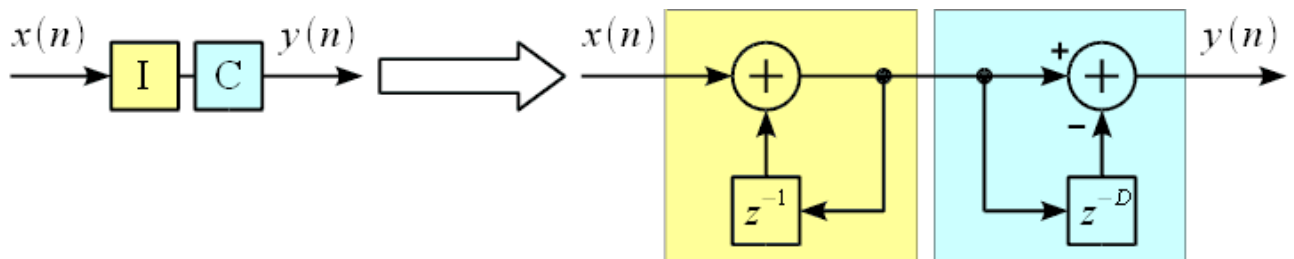 x(n) I C y(n)
x(n) + + − y(n)
z⁻¹ z⁻ᴰ